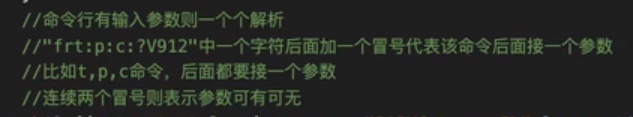 //命令行有输入参数则一个个解析
//"frt:p:c:?V912"中一个字符后面加一个冒号代表该命令后面接一个参数
//比如t,p,c命令，后面都要接一个参数
//连续两个冒号则表示参数可有可无